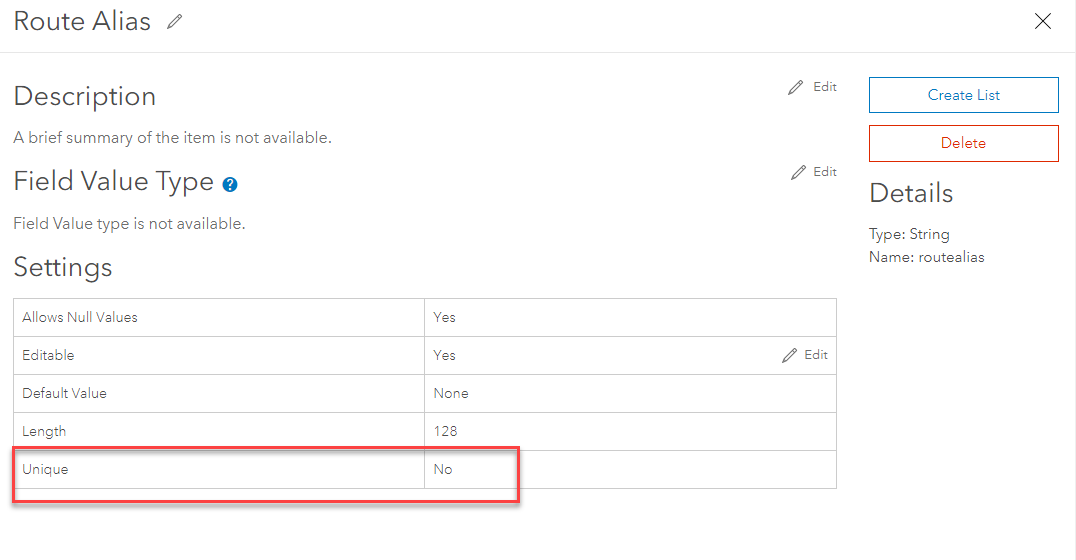 Route Alias
Description
Edit
A brief summary of the item is not available.
Field Value Type ?
Edit
Field Value type is not available.
Settings
Allows Null Values Yes
Editable Yes Edit
Default Value None
Length 128
Unique No
Create List
Delete
Details
Type: String
Name: routealias